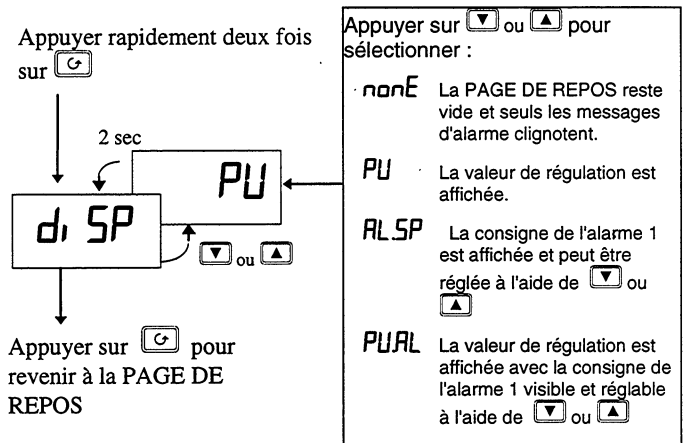 Appuyer rapidement deux fois
sur
2 sec
PV
di SP
ou
Appuyer sur pour
revenir à la PAGE DE
REPOS
Appuyer sur ou pour
sélectionner :
nonE La PAGE DE REPOS reste
vide et seuls les messages
d'alarme clignotent.
PV La valeur de régulation est
affichée.
AL.SP La consigne de l'alarme 1
est affichée et peut être
réglée à l'aide de ou
PV.AL La valeur de régulation est
affichée avec la consigne de
l'alarme 1 visible et réglable
à l'aide de ou